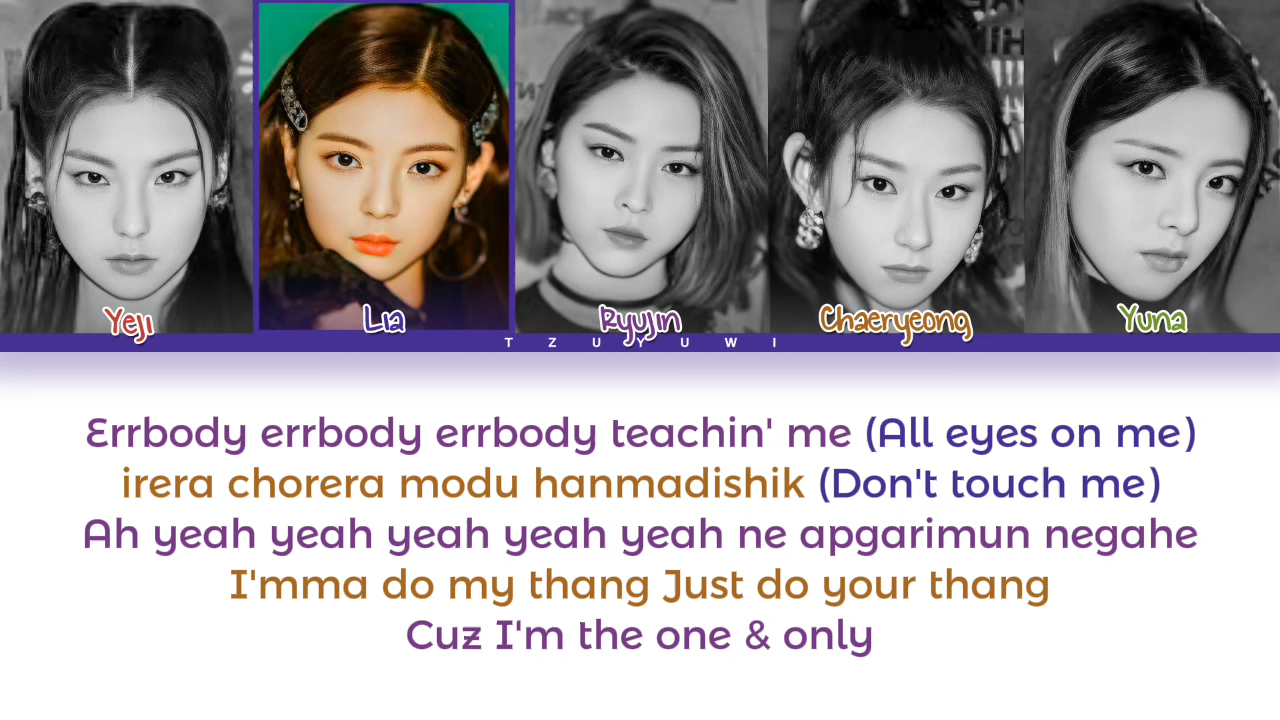 Yeji
Lia
Ryujin
Chaeryeong
Yuna
TZUYUWI
Errbody errbody errbody teachin' me (All eyes on me)
irera chorera modu hanmadishik (Don't touch me)
Ah yeah yeah yeah yeah yeah ne apgarimun negahe
I'mma do my thang Just do your thang
Cuz I'm the one & only